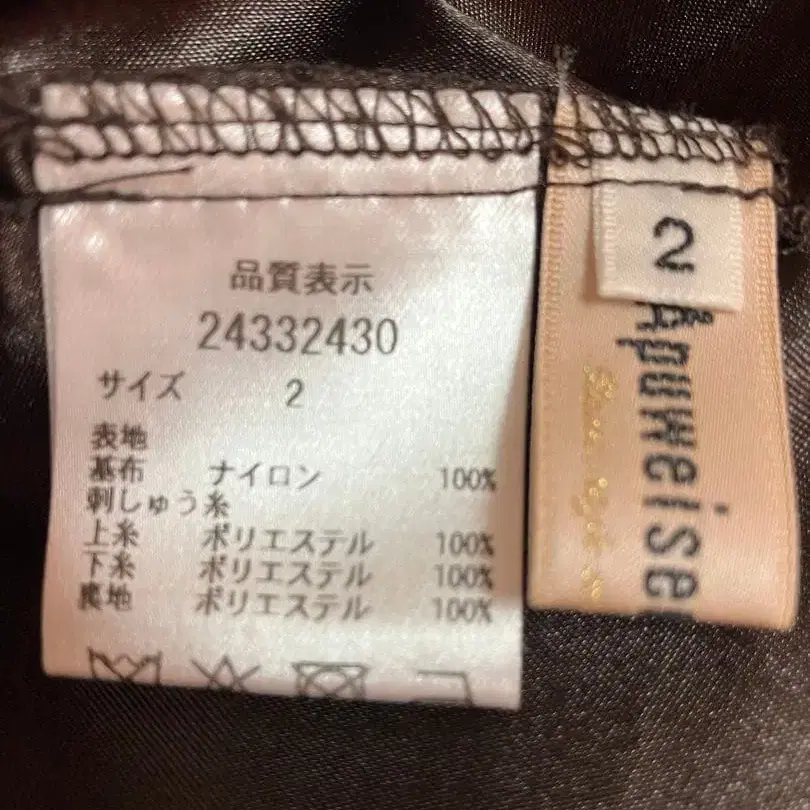 品質表示
24332430
サイズ 2
表地
基布 ナイロン 100%
刺しゅう糸
上糸 ポリエステル 100%
下糸 ポリエステル 100%
裏地 ポリエステル 100%
2
Apuweise